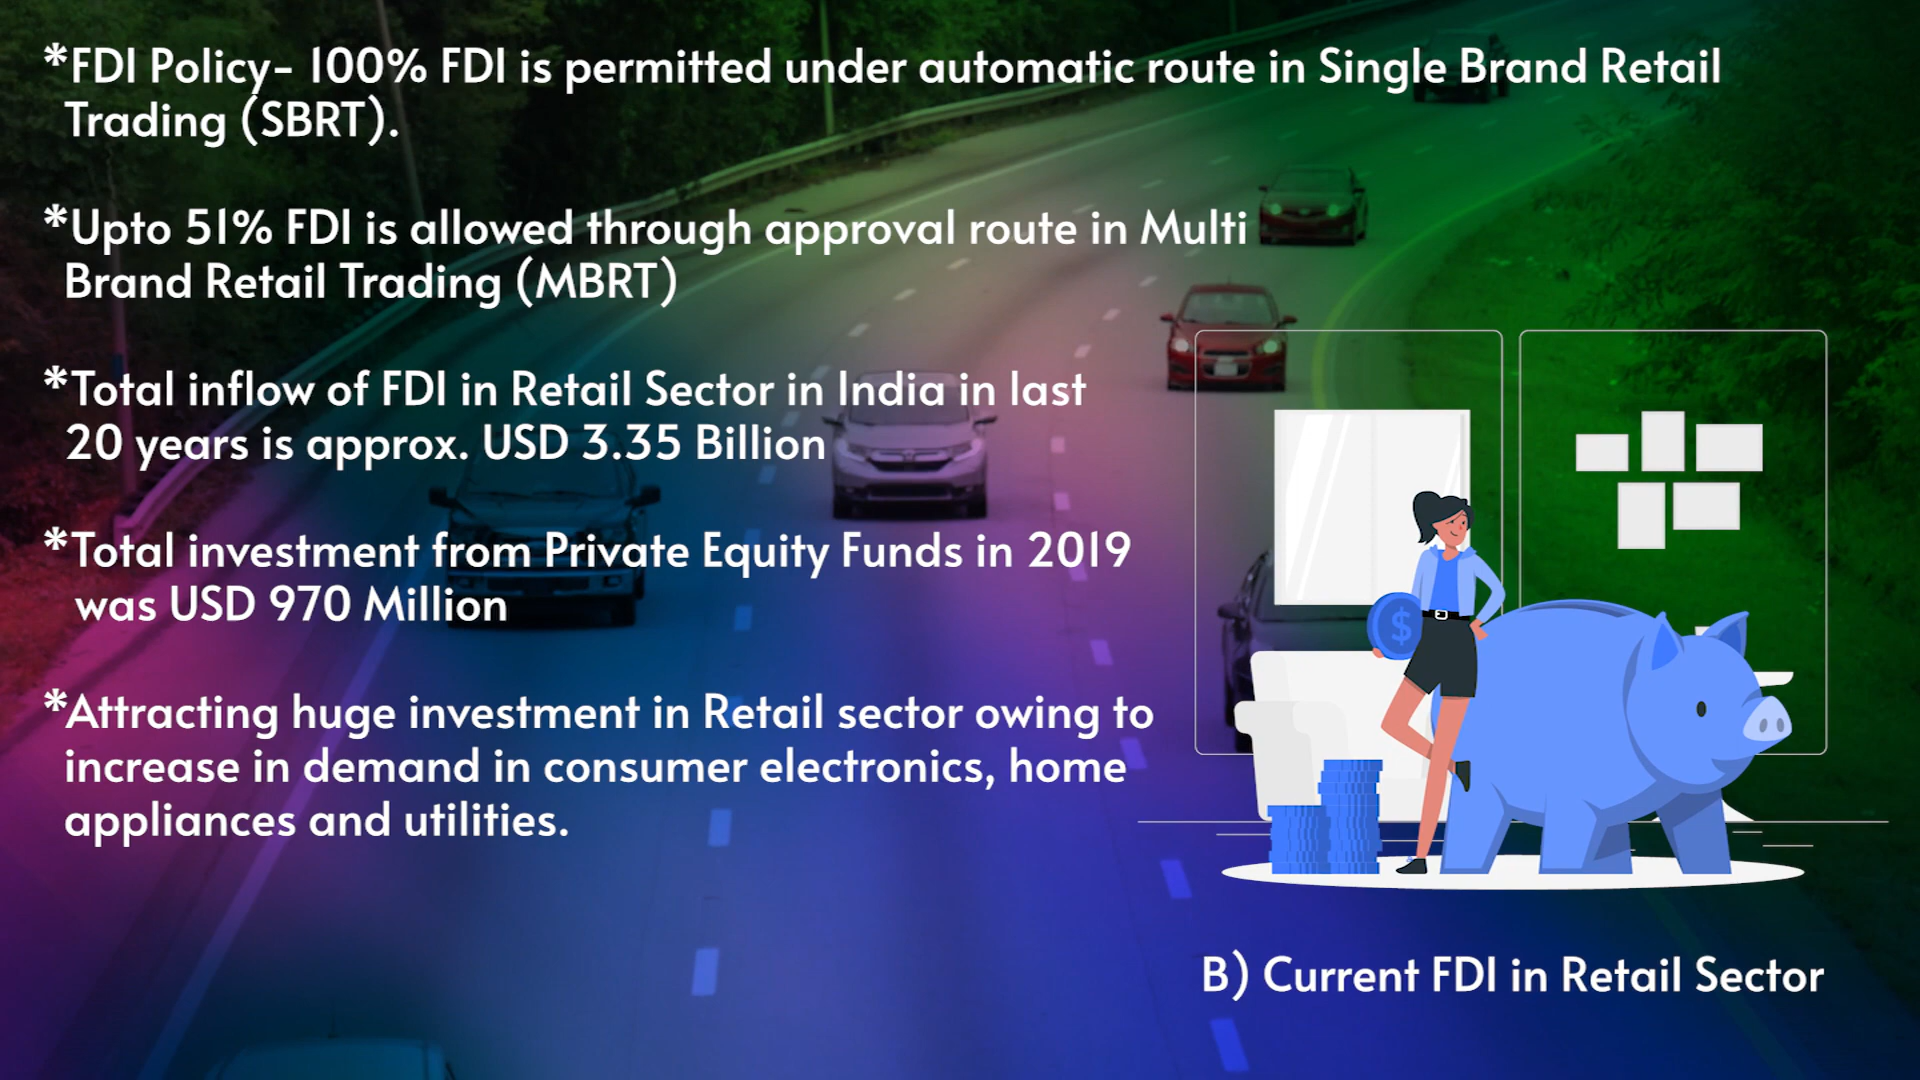 *FDI Policy- 100% FDI is permitted under automatic route in Single Brand Retail
Trading (SBRT).
*Upto 51% FDI is allowed through approval route in Multi
Brand Retail Trading (MBRT)
*Total inflow of FDI in Retail Sector in India in last
20 years is approx. USD 3.35 Billion
*Total investment from Private Equity Funds in 2019
was USD 970 Million
*Attracting huge investment in Retail sector owing to
increase in demand in consumer electronics, home
appliances and utilities.
$
B) Current FDI in Retail Sector